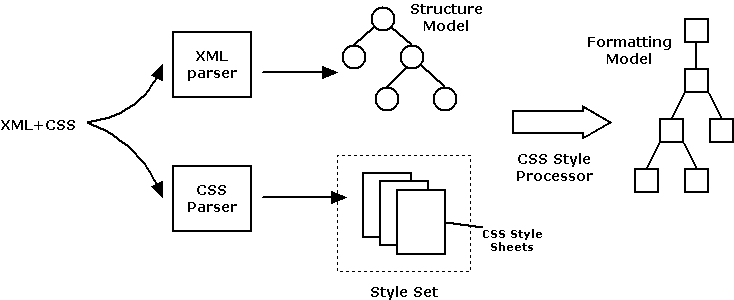 XML+CSS
XML
parser
CSS
Parser
Structure
Model
CSS Style
Sheets
Style Set
CSS Style
Processor
Formatting
Model